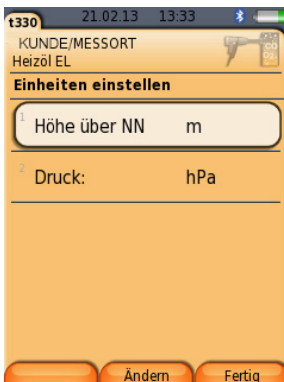 t330 21.02.13 13:33
KUNDE/MESSORT
Heizöl EL
Einheiten einstellen
1 Höhe über NN m
2 Druck: hPa
Ändern Fertig